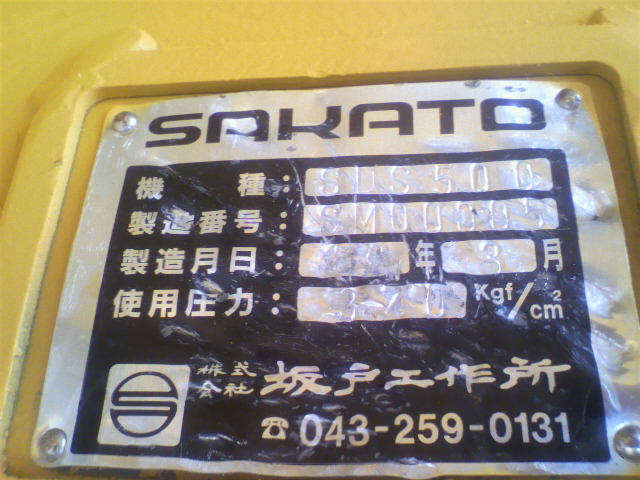 SAKATO
機種: SDS500
製造番号:
製造月日: 年 3月
使用圧力: Kgf/cm²
株式会社 坂戸工作所
☎ 043-259-0131